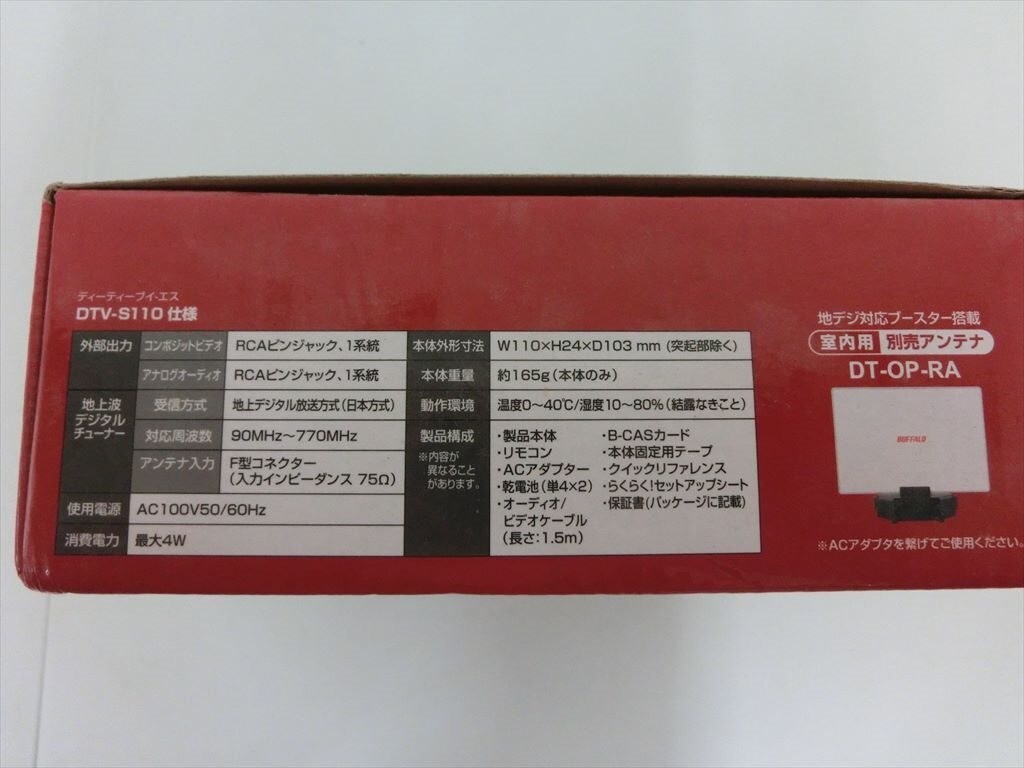 ディーティーブイ-エス
DTV-S110 仕様
外部出力 コンポジットビデオ RCAピンジャック、1系統
アナログオーディオ RCAピンジャック、1系統
地上波
デジタル
チューナー
受信方式 地上デジタル放送方式(日本方式)
対応周波数 90MHz～770MHz
アンテナ入力 F型コネクター
(入力インピーダンス 75Ω)
使用電源 AC100V50/60Hz
消費電力 最大4W
本体外形寸法 W110×H24×D103 mm (突起部除く)
本体重量 約165g(本体のみ)
動作環境 温度0～40℃/湿度10～80%(結露なきこと)
製品構成
※内容が
異なること
があります。
・製品本体
・リモコン
・ACアダプター
・乾電池(単4×2)
・オーディオ/
ビデオケーブル
(長さ:1.5m)
・B-CASカード
・本体固定用テープ
・クイックリファレンス
・らくらく!セットアップシート
・保証書(パッケージに記載)
地デジ対応ブースター搭載
室内用 別売アンテナ
DT-OP-RA
BUFFALO
※ACアダプタを繋げてご使用ください。